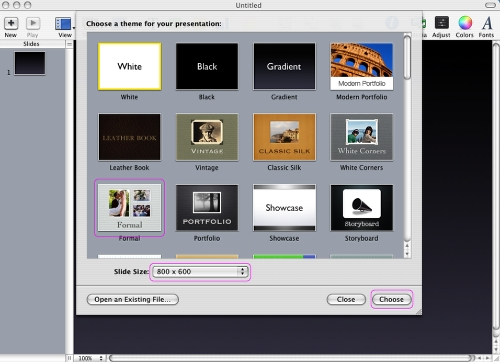 Untitled
Choose a theme for your presentation:
New
Play
View
Adjust
Colors
Fonts
Slides
1
White
Black
Gradient
Modern Portfolio
White
Black
Gradient
Modern Portfolio
LEATHER BOOK
VINTAGE
CLASSIC SILK
White Corners
Leather Book
Vintage
Classic Silk
White Corners
Formal
PORTFOLIO
Showcase
Storyboard
Formal
Portfolio
Showcase
Storyboard
Slide Size:
800 x 600
Open an Existing File...
Close
Choose
100%